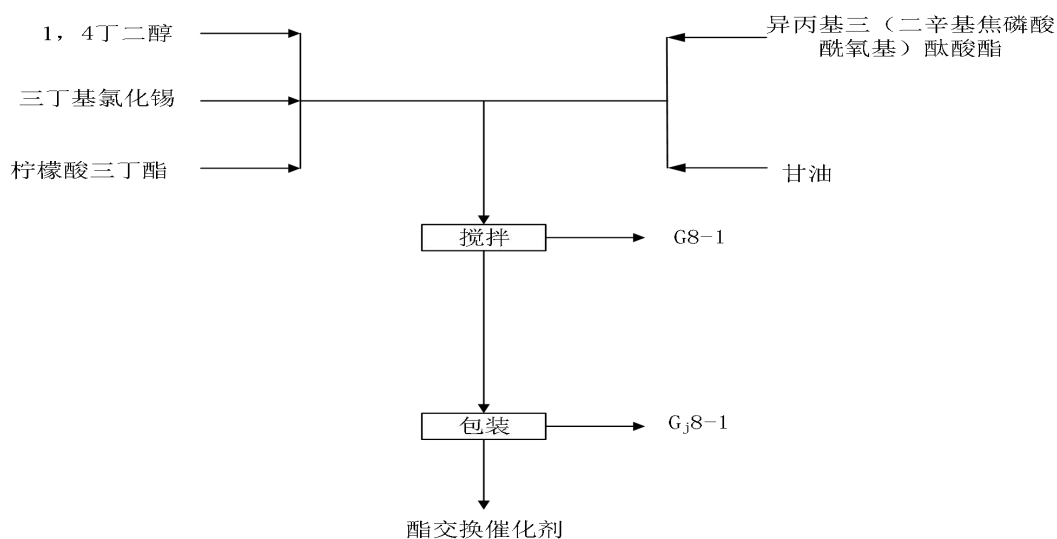 1，4丁二醇
异丙基三（二辛基焦磷酸
酰氧基）酞酸酯
三丁基氯化锡
柠檬酸三丁酯
甘油
搅拌
G8-1
包装
Gj8-1
酯交换催化剂